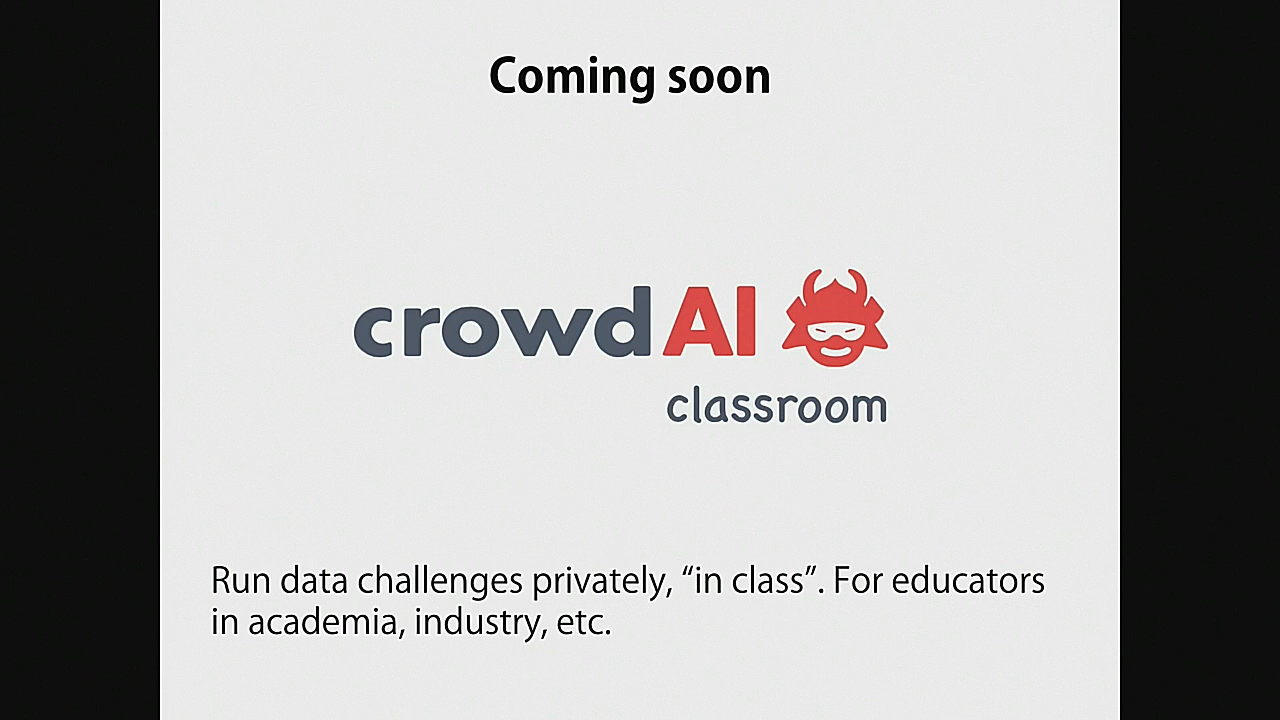 Coming soon
crowdAI
classroom
Run data challenges privately, “in class”. For educators
in academia, industry, etc.